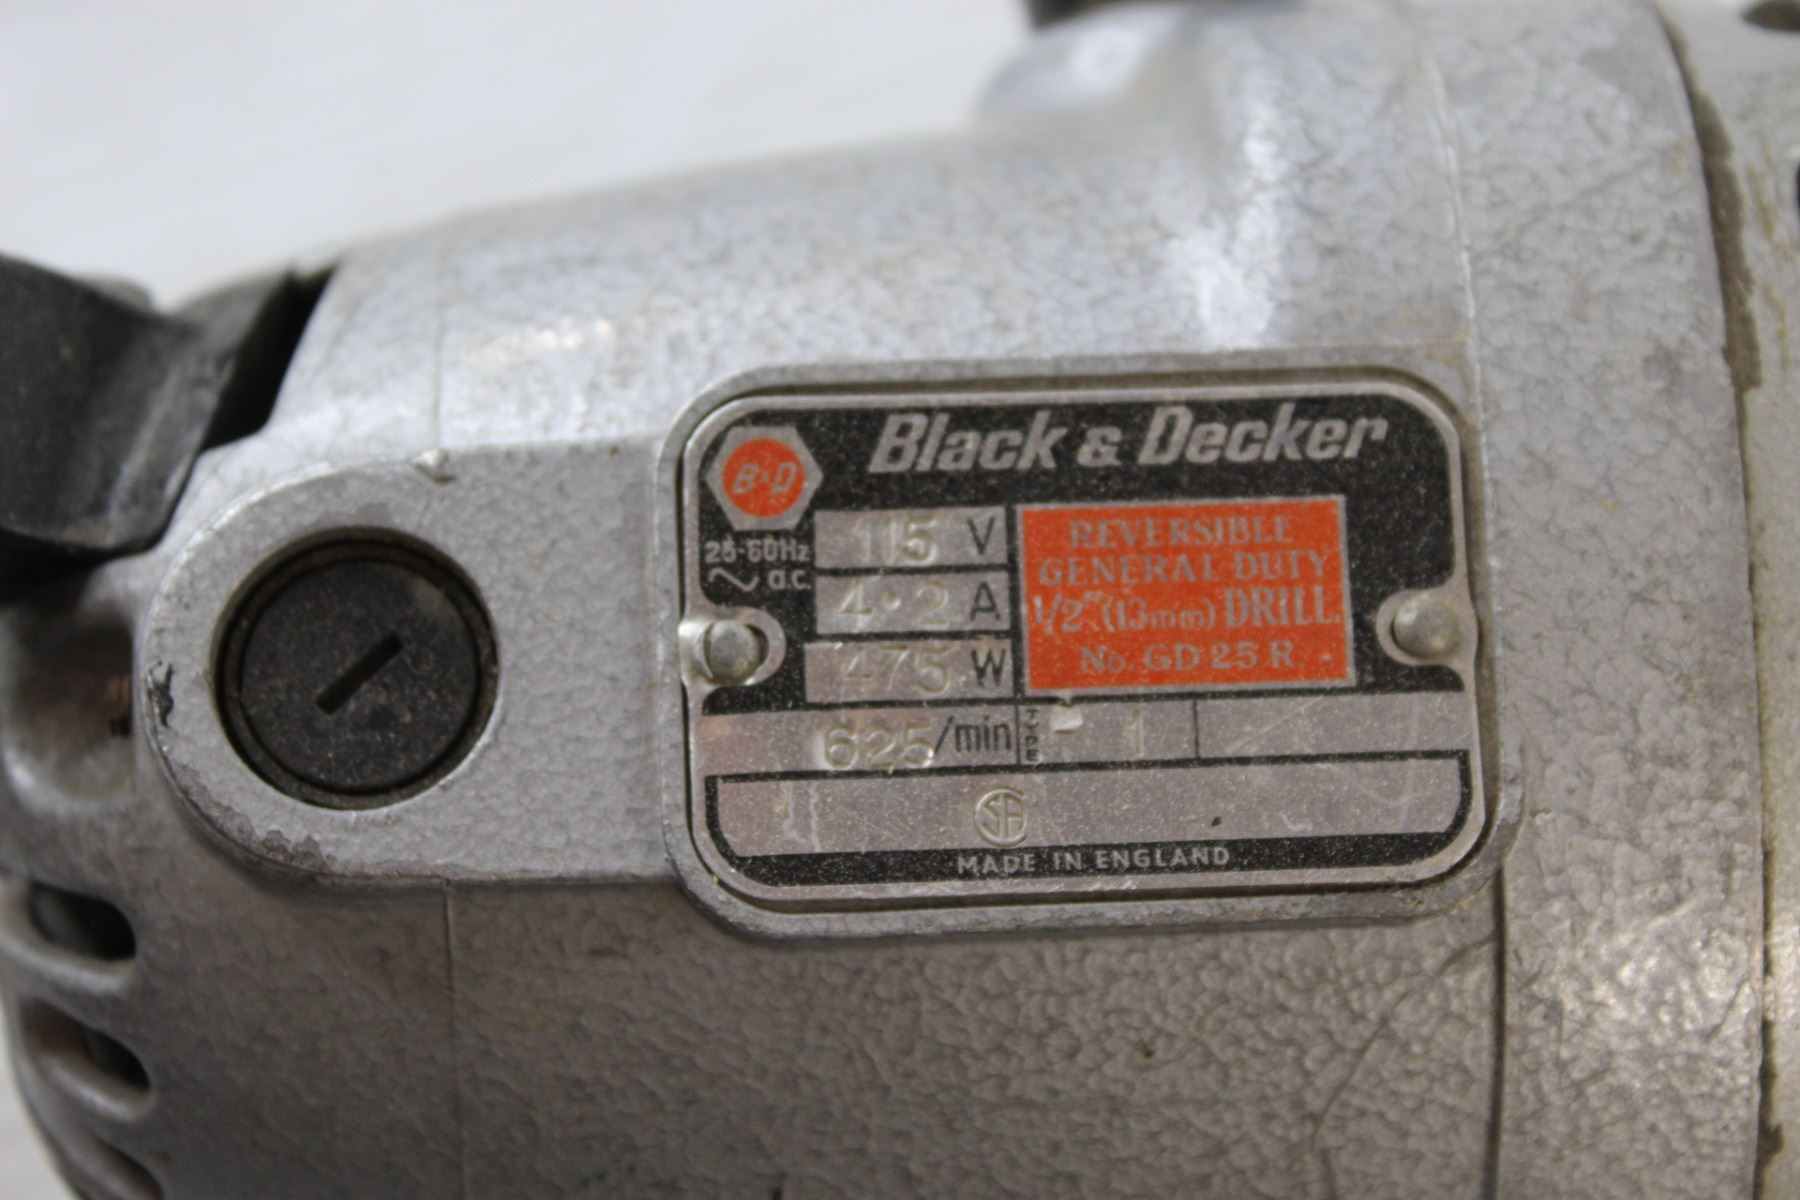 B&D
Black & Decker
25-60Hz
a.c.
115 V
4·2 A
475 W
REVERSIBLE
GENERAL DUTY
1/2"(13mm) DRILL.
No. GD 25 R
625/min
TYPE 1
SA
MADE IN ENGLAND